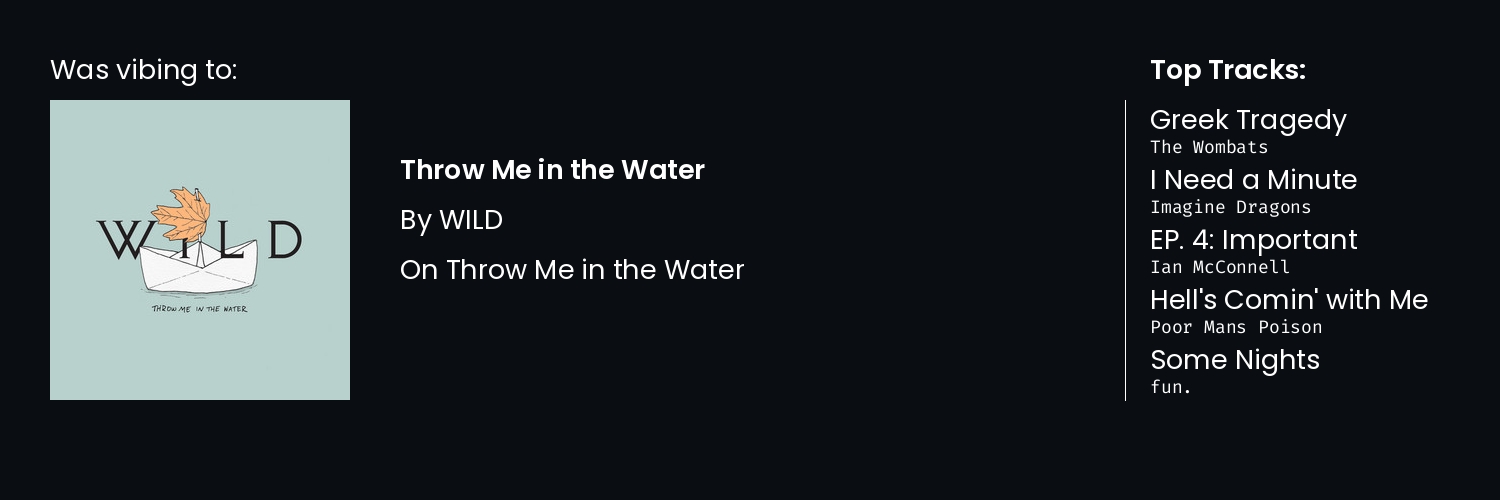 Was vibing to:
WILD
THROW ME IN THE WATER
Throw Me in the Water
By WILD
On Throw Me in the Water
Top Tracks:
Greek Tragedy
The Wombats
I Need a Minute
Imagine Dragons
EP. 4: Important
Ian McConnell
Hell's Comin' with Me
Poor Mans Poison
Some Nights
fun.